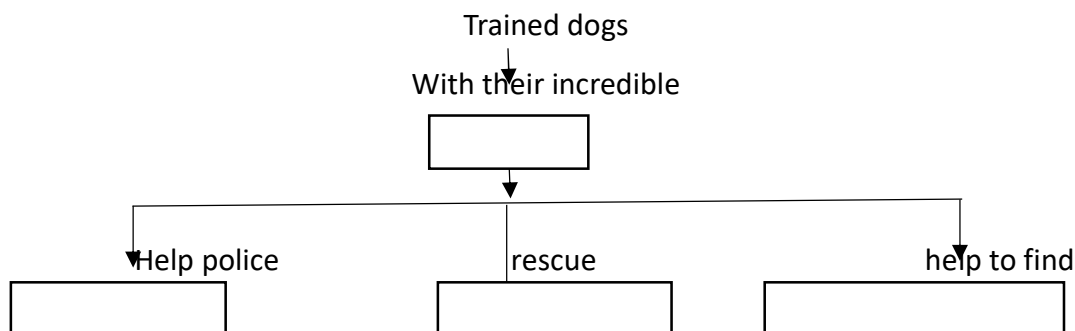 Trained dogs
With their incredible
Help police rescue help to find